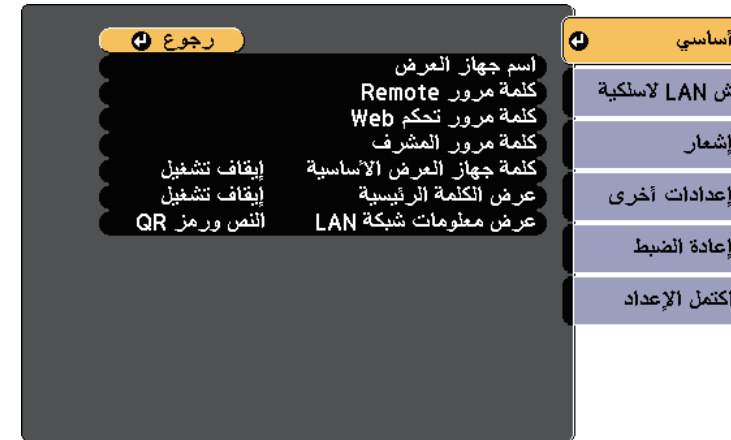 أساسي
ش LAN لاسلكية
إشعار
إعدادات أخرى
إعادة الضبط
اكتمل الإعداد
رجوع
اسم جهاز العرض
كلمة مرور Remote
كلمة مرور تحكم Web
كلمة مرور المشرف
كلمة جهاز العرض الأساسية إيقاف تشغيل
عرض الكلمة الرئيسية إيقاف تشغيل
عرض معلومات شبكة LAN النص ورمز QR